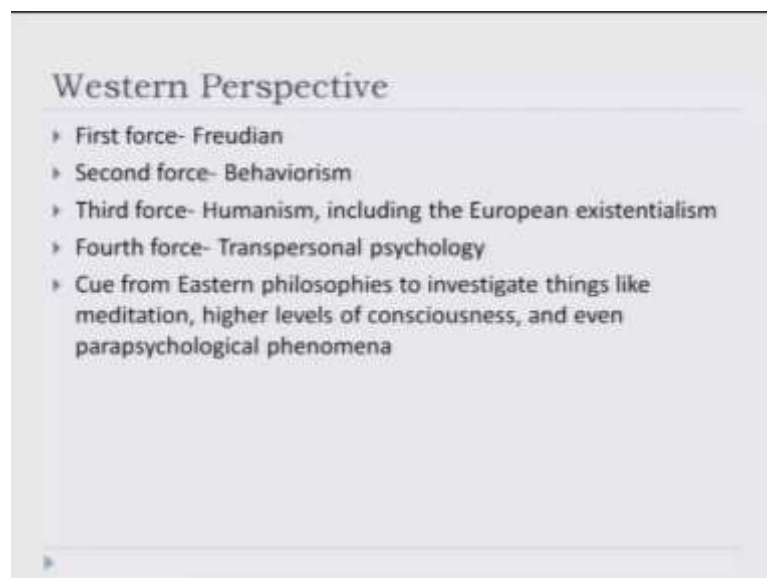 Western Perspective
First force- Freudian
Second force- Behaviorism
Third force- Humanism, including the European existentialism
Fourth force- Transpersonal psychology
Cue from Eastern philosophies to investigate things like
meditation, higher levels of consciousness, and even
parapsychological phenomena